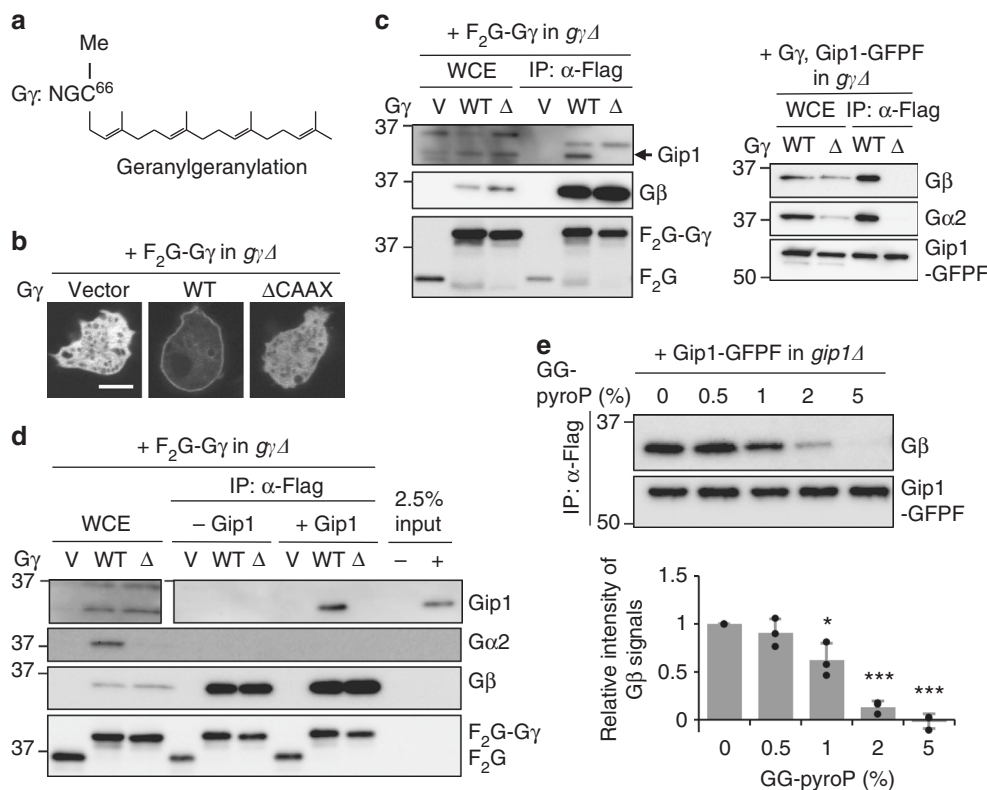 a
Me
Gγ: NGC⁶⁶
Geranylgeranylation
b
+ F₂G-Gγ in gγΔ
Gγ Vector WT ΔCAAX
c
+ F₂G-Gγ in gγΔ
WCE IP: α-Flag
Gγ V WT Δ V WT Δ
37
Gip1
37
Gβ
37
F₂G-Gγ
F₂G
+ Gγ, Gip1-GFPF
in gγΔ
WCE IP: α-Flag
Gγ WT Δ WT Δ
37
Gβ
37
Gα2
50
Gip1
-GFPF
d
+ F₂G-Gγ in gγΔ
IP: α-Flag
WCE – Gip1 + Gip1 2.5%
input
Gγ V WT Δ V WT Δ V WT Δ – +
37
Gip1
37
Gα2
37
Gβ
37
F₂G-Gγ
F₂G
e
+ Gip1-GFPF in gip1Δ
GG-
pyroP (%) 0 0.5 1 2 5
IP: α-Flag
37
Gβ
50
Gip1
-GFPF
Relative intensity of
Gβ signals
1.5
1
0.5
0
*
***
***
0 0.5 1 2 5
GG-pyroP (%)